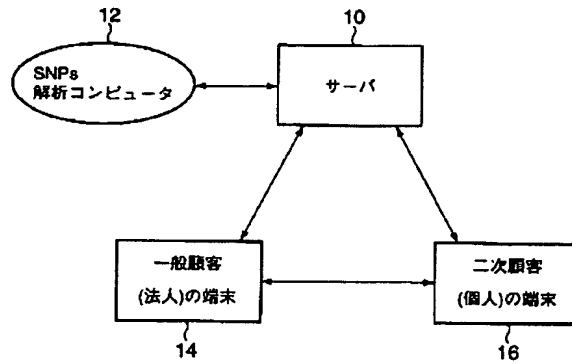 12
10
SNPs
解析コンピュータ
サーバ
一般顧客
(法人)の端末
二次顧客
(個人)の端末
14
16